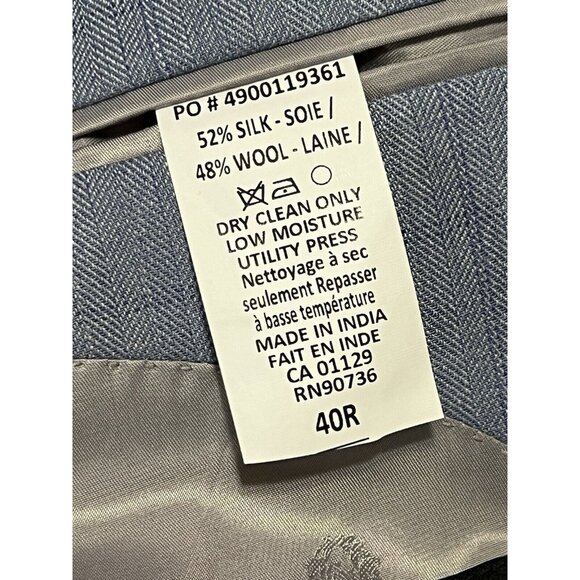 PO # 4900119361
52% SILK - SOIE /
48% WOOL - LAINE /
DRY CLEAN ONLY
LOW MOISTURE
UTILITY PRESS
Nettoyage à sec
seulement Repasser
à basse température
MADE IN INDIA
FAIT EN INDE
CA 01129
RN90736
40R